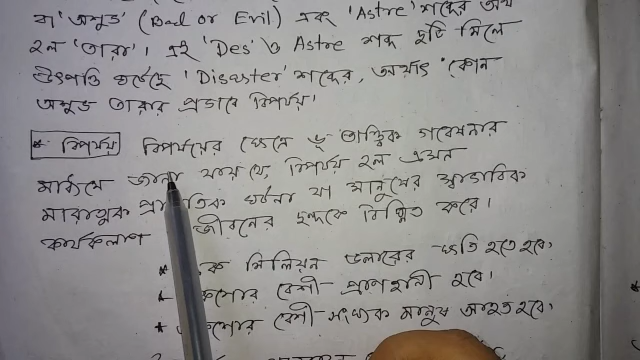 বা 'অশুভ' (Bad or Evil) এবং 'Astre' শব্দের অর্থ
হল 'তারা'। এই 'Des' ও Astre শব্দ দুটি মিলে
উৎপত্তি হয়েছে 'Disaster' শব্দের, অর্থাৎ 'কোন
অশুভ তারার প্রভাবে বিপর্যয়'
* বিপর্যয় বিপর্যয়ের ক্ষেত্রে ভূ-তাত্ত্বিক গবেষনার
মাধ্যমে জানা যায় যে, বিপর্যয় হল এমন
মারাত্মক ঘটনা যা মানুষের স্বাভাবিক
কার্যকলাপ জীবনের ছন্দকে বিঘ্নিত করে।
* মিলিয়ন ডলারের ক্ষতি হতে হবে।
বেশী প্রাণহানী হবে।
* বেশী সংখ্যক মানুষ আহত হবে।